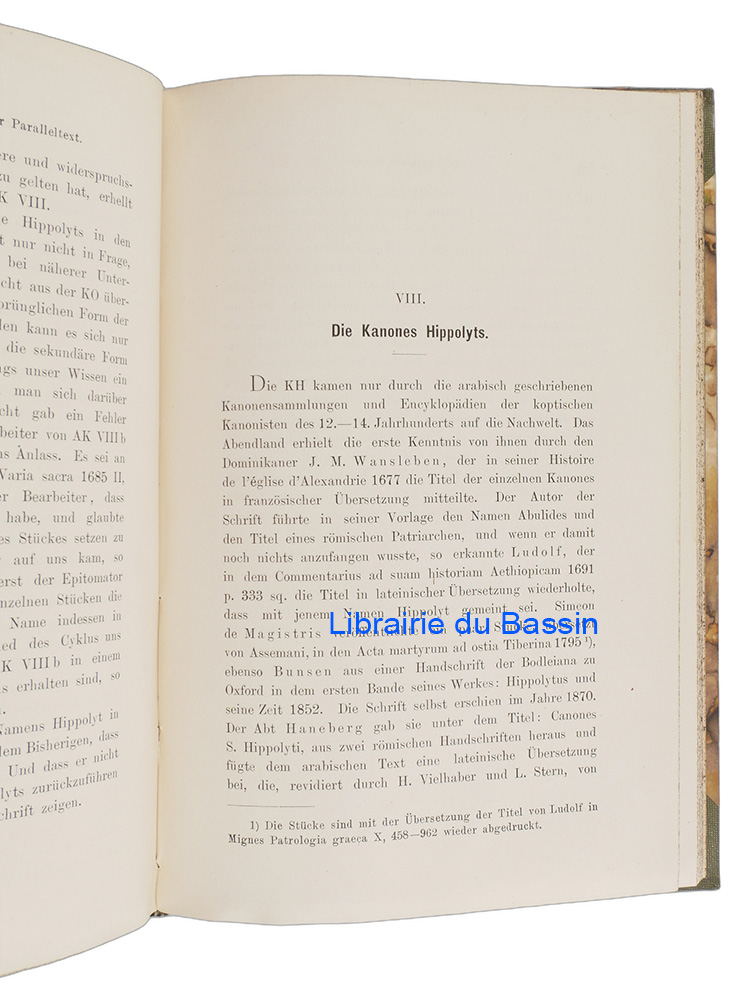 r Paralleltext.
ere und widerspruchs-
zu gelten hat, erhellt
K VIII.
e Hippolyts in den
t nur nicht in Frage,
bei näherer Unter-
cht aus der KO über-
prünglichen Form der
den kann es sich nur
die sekundäre Form
ngs unser Wissen ein
man sich darüber
cht gab ein Fehler
rbeiter von AK VIII b
ns Anlass. Es sei an
Varia sacra 1685 II,
er Bearbeiter, dass
habe, und glaubte
es Stückes setzen zu
r auf uns kam, so
erst der Epitomator
nzelnen Stücken die
Name indessen in
ied des Cyklus uns
K VIII b in einem
s erhalten sind, so
n.
Namens Hippolyt in
dem Bisherigen, dass
Und dass er nicht
lyts zurückzuführen
chrift zeigen.
VIII.
Die Kanones Hippolyts.
Die KH kamen nur durch die arabisch geschriebenen
Kanonensammlungen und Encyklopädien der koptischen
Kanonisten des 12.—14. Jahrhunderts auf die Nachwelt. Das
Abendland erhielt die erste Kenntnis von ihnen durch den
Dominikaner J. M. Wansleben, der in seiner Histoire
de l'église d'Alexandrie 1677 die Titel der einzelnen Kanones
in französischer Übersetzung mitteilte. Der Autor der
Schrift führte in seiner Vorlage den Namen Abulides und
den Titel eines römischen Patriarchen, und wenn er damit
noch nichts anzufangen wusste, so erkannte Ludolf, der
in dem Commentarius ad suam historiam Aethiopicam 1691
p. 333 sq. die Titel in lateinischer Übersetzung wiederholte,
dass mit jenem Namen Hippolyt gemeint sei. Simeon
de Magistris veröffentlichte ein paar Stücke
Librairie du Bassin
von Assemani, in den Acta martyrum ad ostia Tiberina 1795 ¹),
ebenso Bunsen aus einer Handschrift der Bodleiana zu
Oxford in dem ersten Bande seines Werkes: Hippolytus und
seine Zeit 1852. Die Schrift selbst erschien im Jahre 1870.
Der Abt Haneberg gab sie unter dem Titel: Canones
S. Hippolyti, aus zwei römischen Handschriften heraus und
fügte dem arabischen Text eine lateinische Übersetzung
bei, die, revidiert durch H. Vielhaber und L. Stern, von
1) Die Stücke sind mit der Übersetzung der Titel von Ludolf in
Mignes Patrologia graeca X, 458—962 wieder abgedruckt.